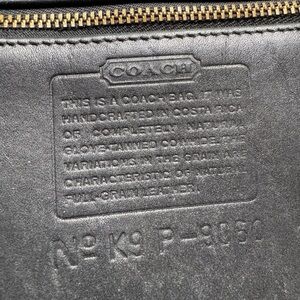 COACH
THIS IS A COACH BAG. IT WAS
HANDCRAFTED IN COSTA RICA
OF COMPLETELY NATURAL
GLOVE-TANNED COWHIDE. THE
VARIATIONS IN THE GRAIN ARE
CHARACTERISTIC OF NATURAL
FULL-GRAIN LEATHER.
Nº K9P-9060